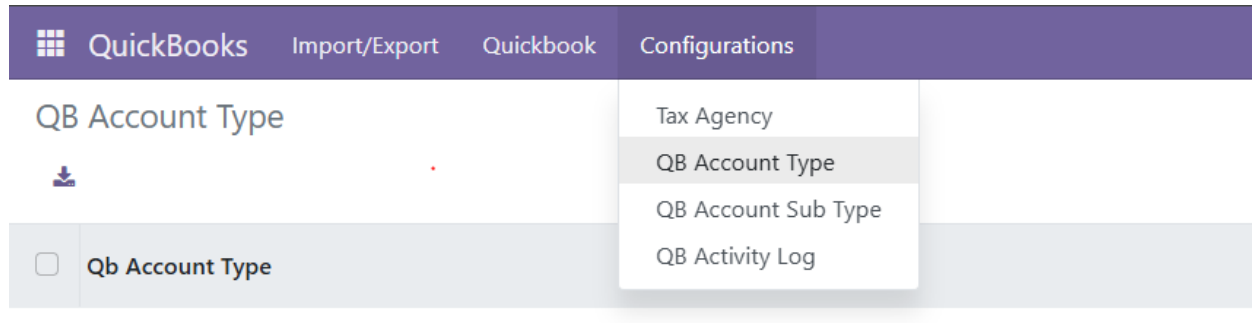 QuickBooks Import/Export Quickbook Configurations
QB Account Type
Tax Agency
QB Account Type
QB Account Sub Type
QB Activity Log
Qb Account Type